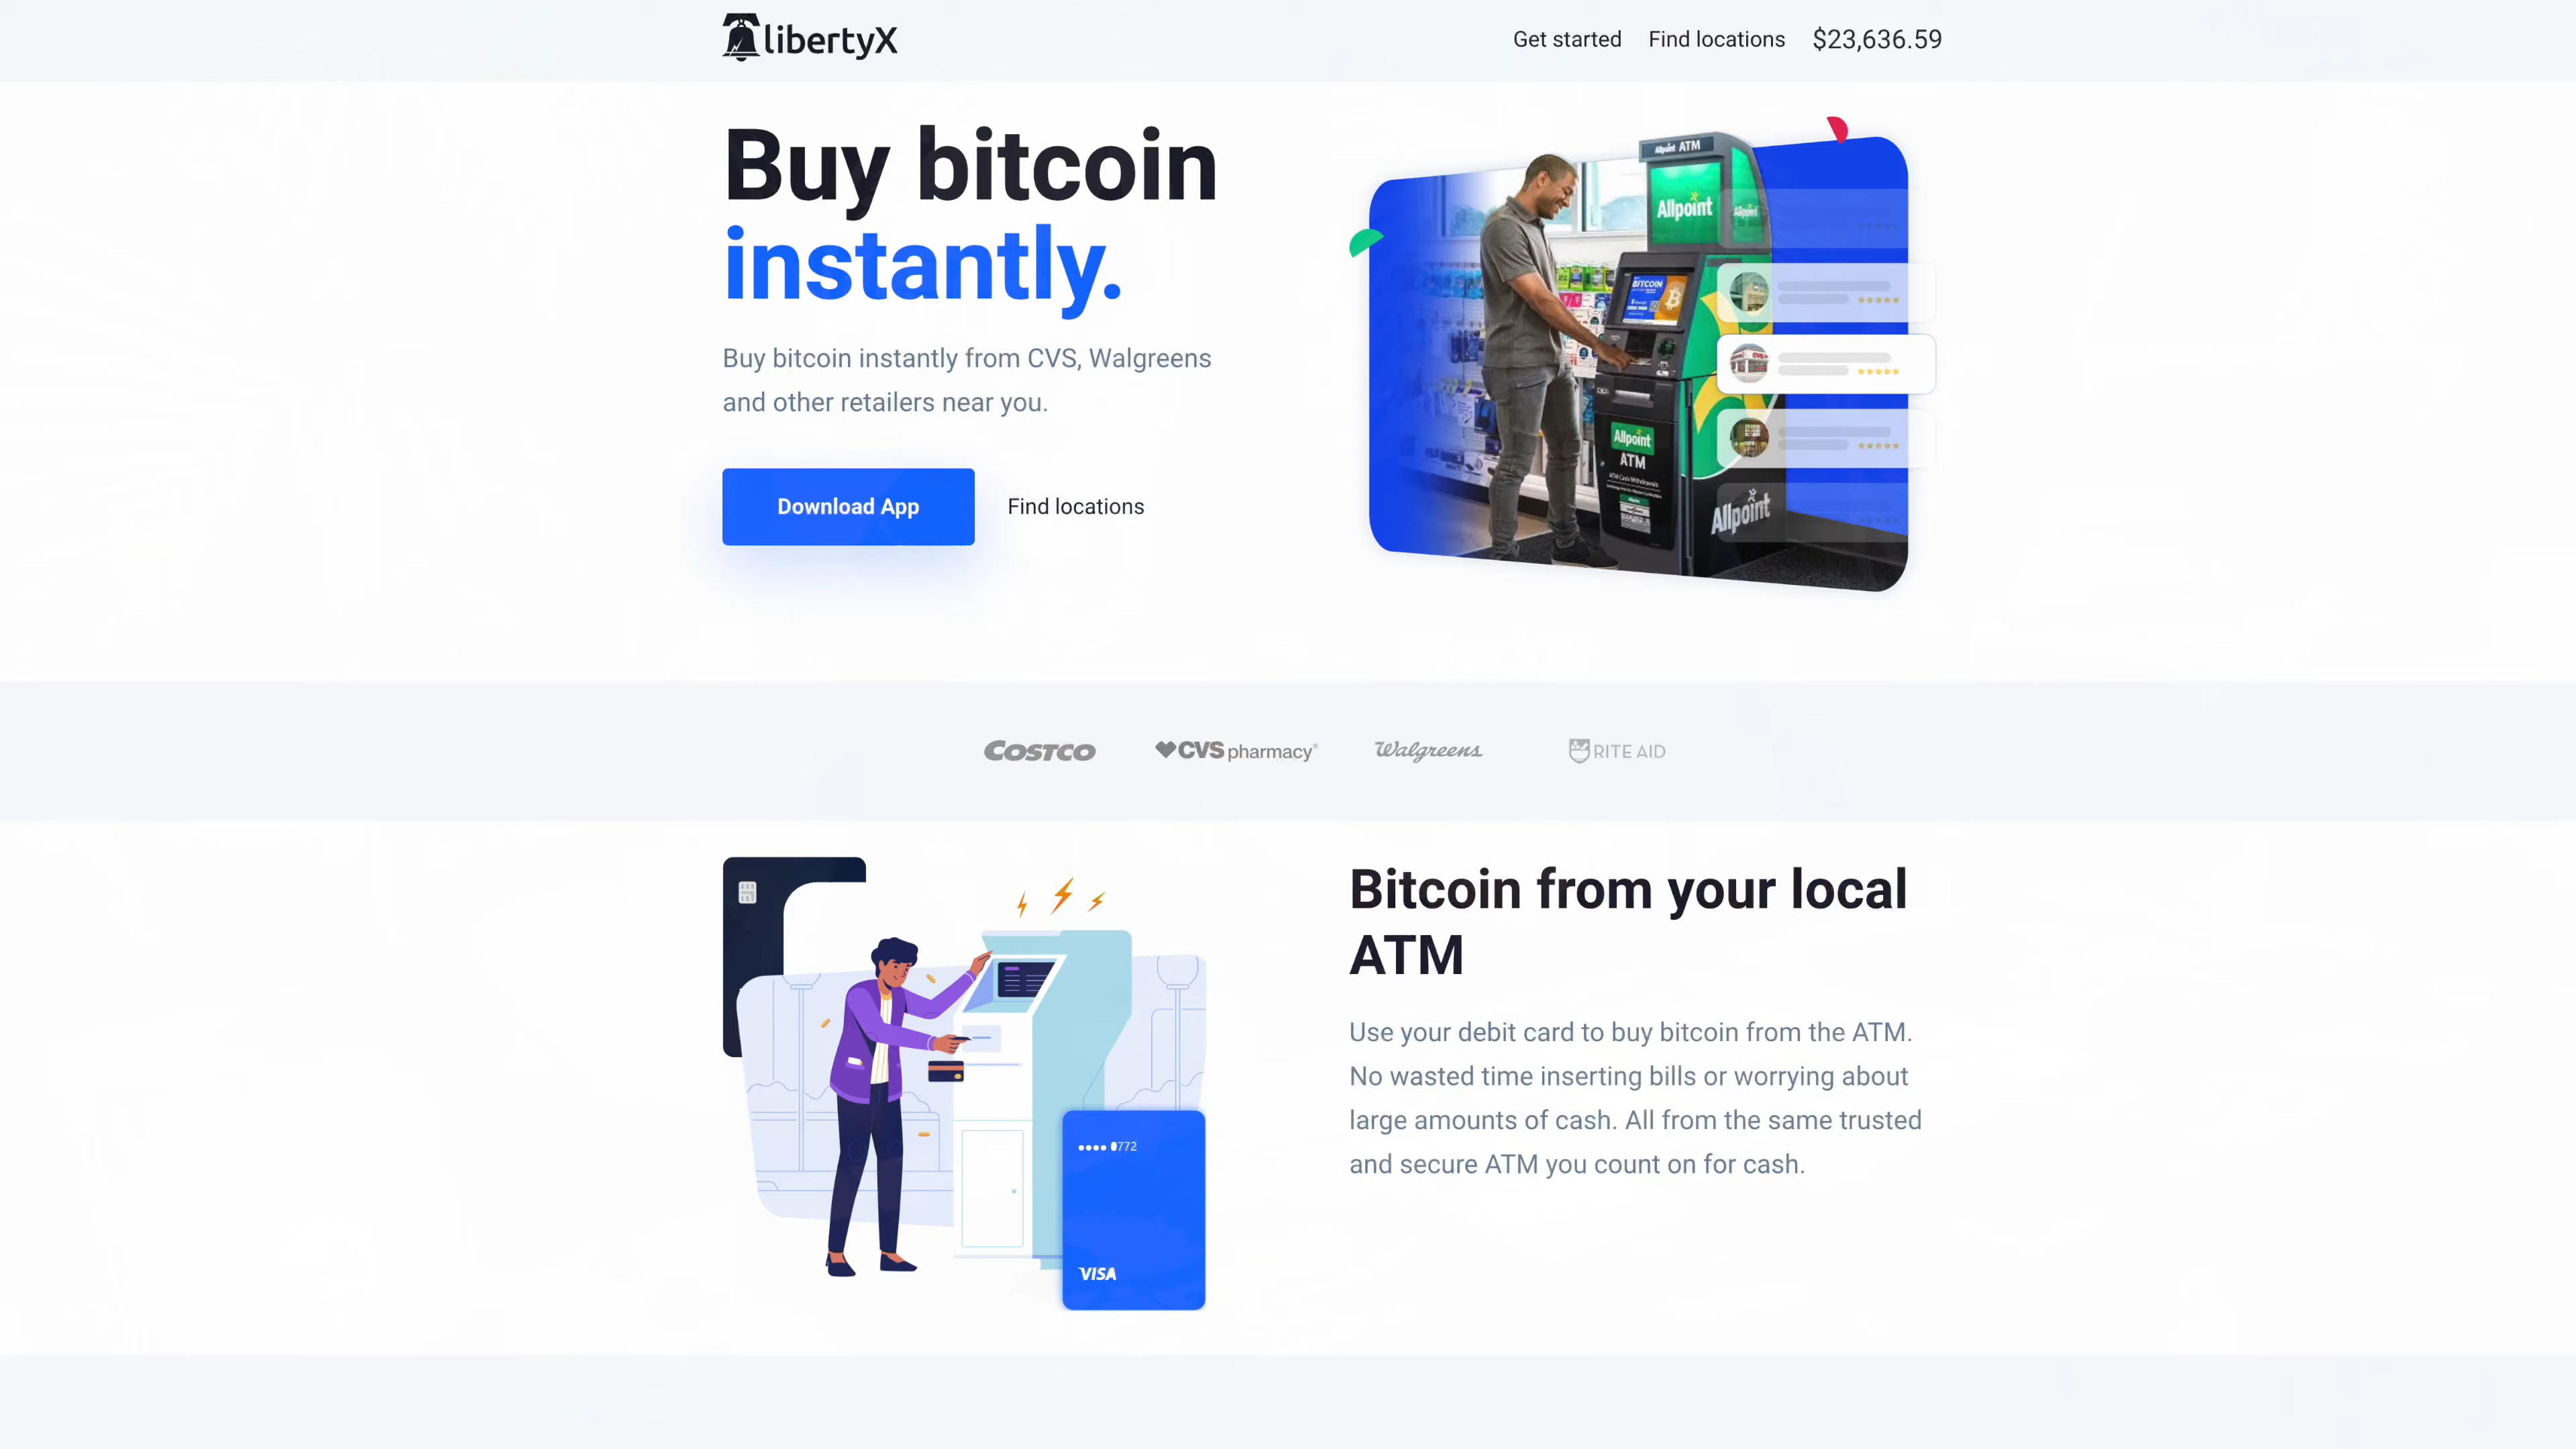 libertyX
Get started
Find locations
$23,636.59
Buy bitcoin
instantly.
Buy bitcoin instantly from CVS, Walgreens
and other retailers near you.
Download App
Find locations
Allpoint ATM
Allpoint
Allpoint
BITCOIN
Allpoint
ATM
ATM Cash Withdrawals
Allpoint
COSTCO
CVS pharmacy®
Walgreens
RITE AID
Bitcoin from your local
ATM
Use your debit card to buy bitcoin from the ATM.
No wasted time inserting bills or worrying about
large amounts of cash. All from the same trusted
and secure ATM you count on for cash.
•••• 0772
VISA